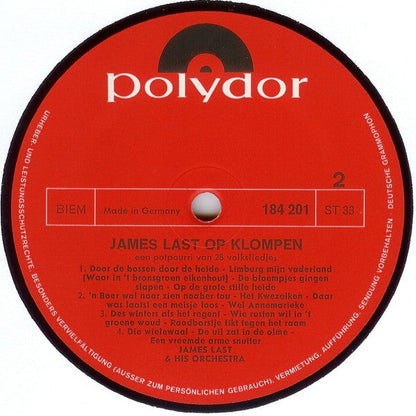 polydor
2
BIEM
Made in Germany
184 201
ST 33
JAMES LAST OP KLOMPEN
een potpourri van 28 volksliedjes
1. Door de bossen door de heide - Limburg mijn vaderland
(Waar in 't bronsgroen eikenhout) - De bloempjes gingen
slapen - Op de grote stille heide
2. 'n Boer wol naor zien naober tou - Het Kwezelken - Daar
was laatst een meisje loos - Wel Annemarieke
3. Des winters als het regent - Wie rusten wil in 't
groene woud - Roodborstje tikt tegen het raam
4. Die wielewaal - De uil zat in de olme -
Een vreemde arme snuiter
JAMES LAST
& HIS ORCHESTRA
URHEBER- UND LEISTUNGSSCHUTZRECHTE, BESONDERS VERVIELFÄLTIGUNG (AUSSER ZUM PERSÖNLICHEN GEBRAUCH), VERMIETUNG, AUFFÜHRUNG, SENDUNG VORBEHALTEN
DEUTSCHE GRAMMOPHON